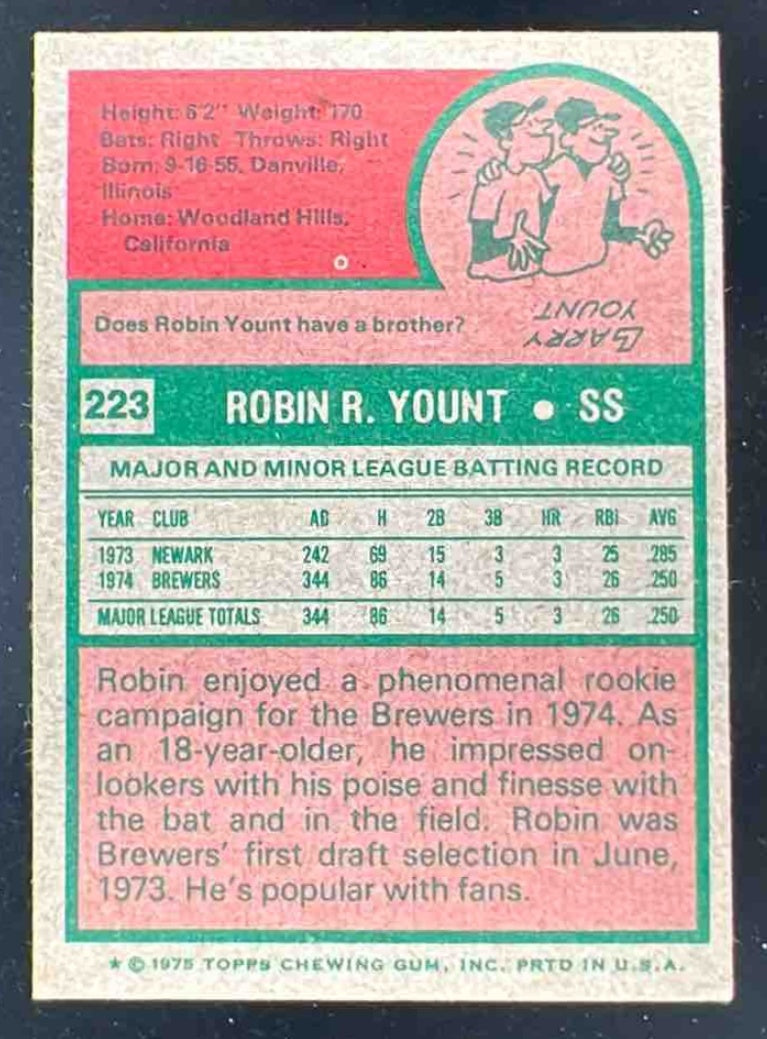 Height: 6'2" Weight: 170
Bats: Right Throws: Right
Born: 9-16-55, Danville,
Illinois
Home: Woodland Hills,
California
Does Robin Yount have a brother?
GARRY
YOUNT.
223 ROBIN R. YOUNT • SS
MAJOR AND MINOR LEAGUE BATTING RECORD
YEAR CLUB AB H 2B 3B HR RBI AVG
1973 NEWARK 242 69 15 3 3 25 .285
1974 BREWERS 344 86 14 5 3 26 .250
MAJOR LEAGUE TOTALS 344 86 14 5 3 26 .250
Robin enjoyed a phenomenal rookie
campaign for the Brewers in 1974. As
an 18-year-older, he impressed on-
lookers with his poise and finesse with
the bat and in the field. Robin was
Brewers' first draft selection in June,
1973. He's popular with fans.
★ © 1975 TOPPS CHEWING GUM, INC. PRTD IN U.S.A.